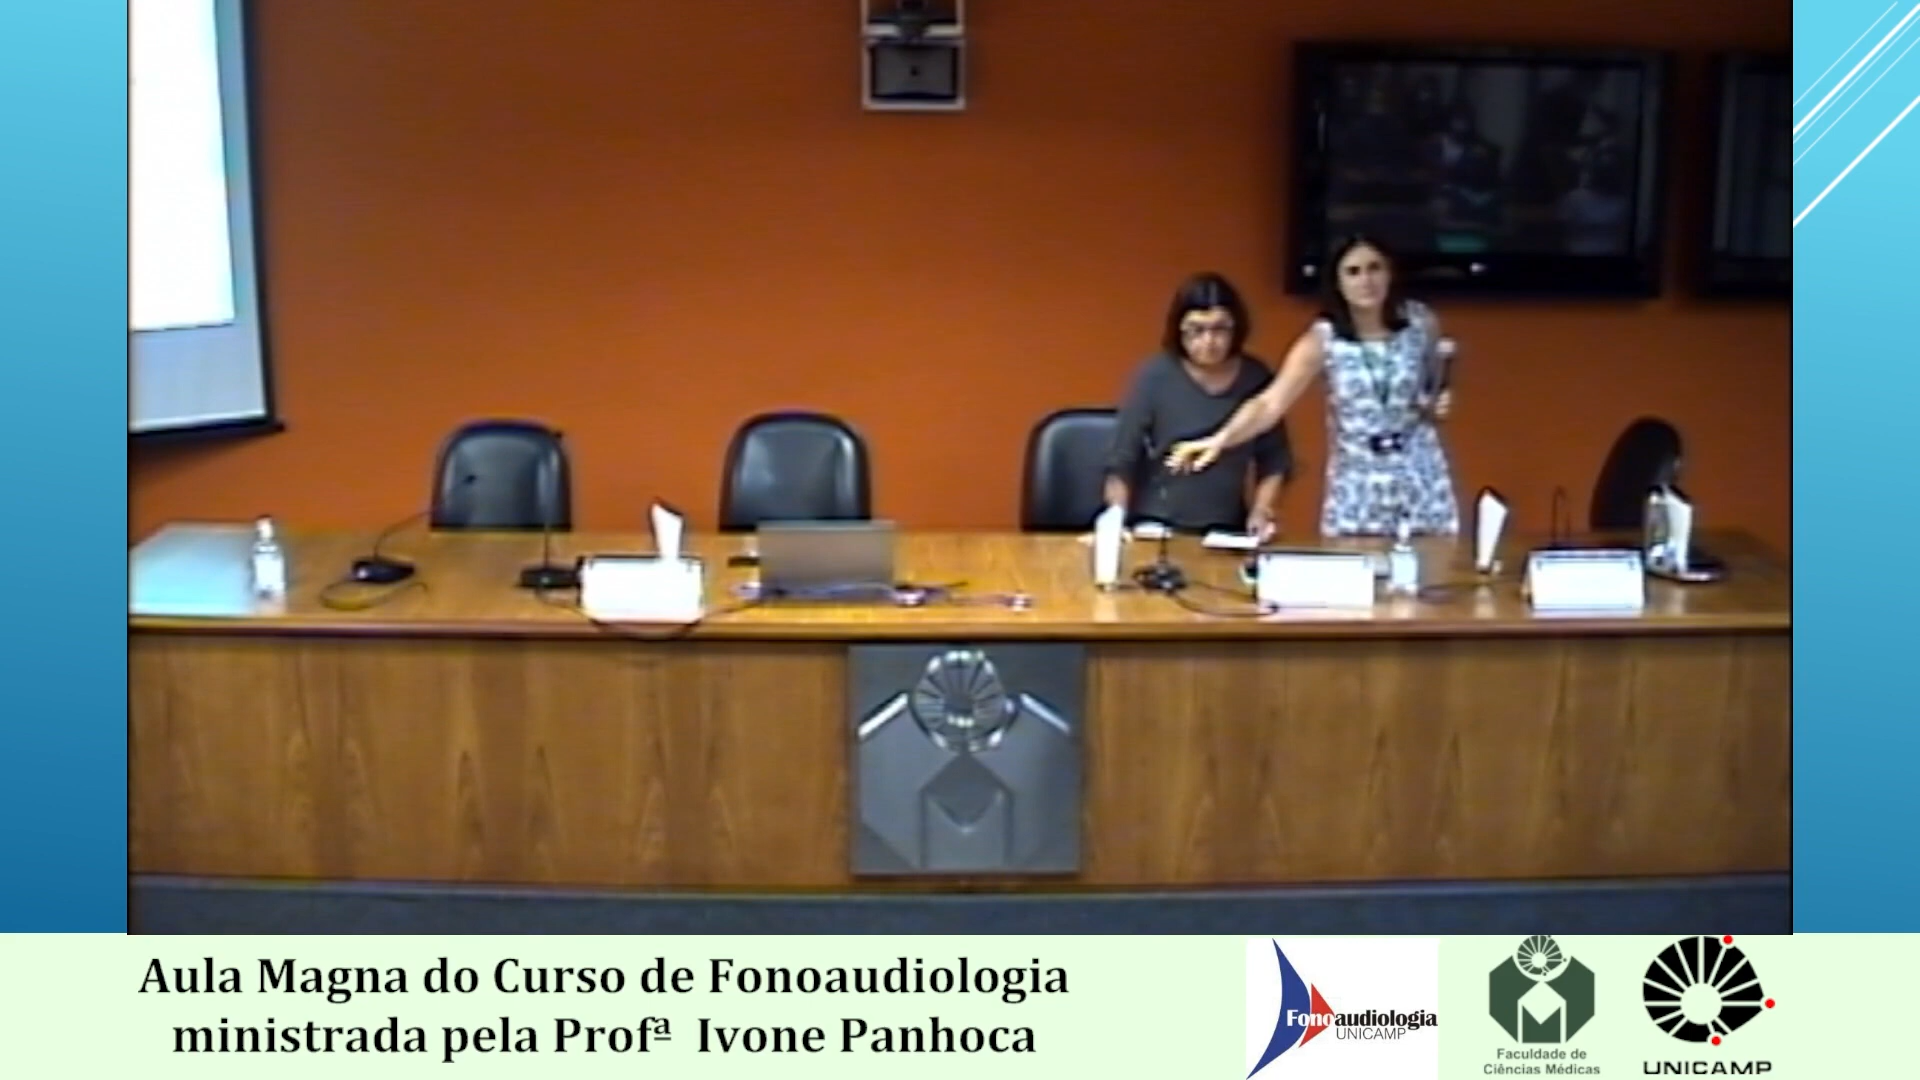 Aula Magna do Curso de Fonoaudiologia
ministrada pela Profª Ivone Panhoca
Fonoaudiologia
UNICAMP
Faculdade de
Ciências Médicas
UNICAMP